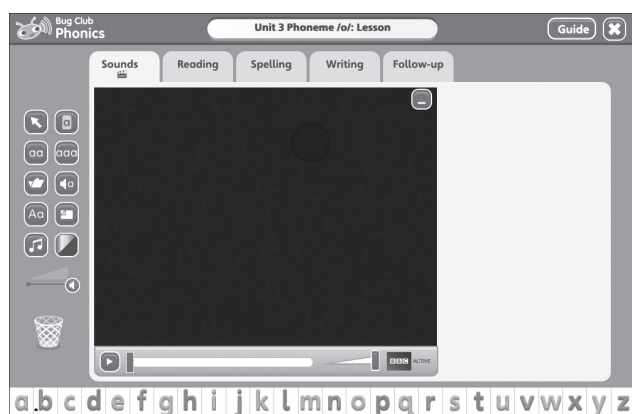 Bug Club
Phonics
Unit 3 Phoneme /o/: Lesson
Guide
Sounds Reading Spelling Writing Follow-up
a
aa aaa
a
Aa
BBC ACTIVE
a b c d e f g h i j k l m n o p q r s t u v w x y z